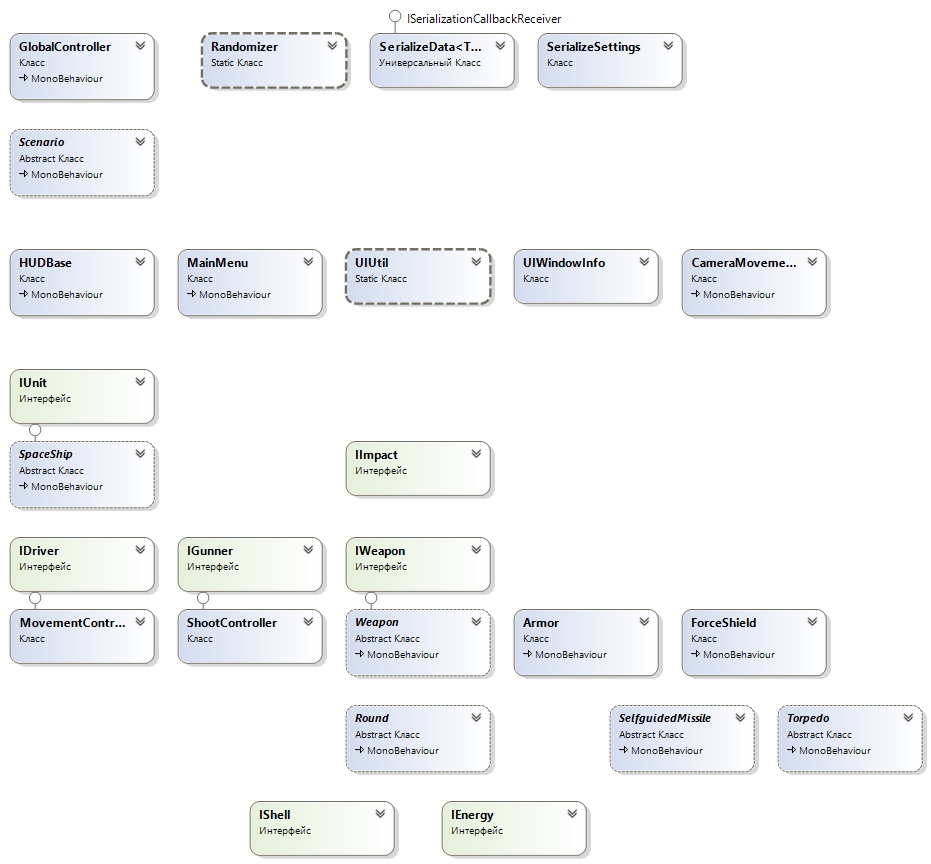 ISerializationCallbackReceiver
GlobalController
Класс
MonoBehaviour
Randomizer
Static Класс
SerializeData<T...
Универсальный Класс
SerializeSettings
Класс
Scenario
Abstract Класс
MonoBehaviour
HUDBase
Класс
MonoBehaviour
MainMenu
Класс
MonoBehaviour
UIUtil
Static Класс
UIWindowInfo
Класс
CameraMoveme...
Класс
MonoBehaviour
IUnit
Интерфейс
SpaceShip
Abstract Класс
MonoBehaviour
IImpact
Интерфейс
IDriver
Интерфейс
IGunner
Интерфейс
IWeapon
Интерфейс
MovementContr...
Класс
ShootController
Класс
Weapon
Abstract Класс
MonoBehaviour
Armor
Класс
MonoBehaviour
ForceShield
Класс
MonoBehaviour
Round
Abstract Класс
MonoBehaviour
SelfguidedMissile
Abstract Класс
MonoBehaviour
Torpedo
Abstract Класс
MonoBehaviour
IShell
Интерфейс
IEnergy
Интерфейс